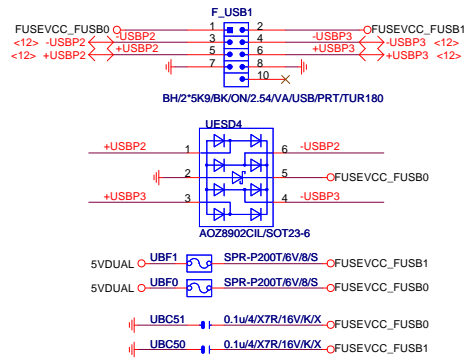 F_USB1
FUSEVCC_FUSB0 1 2 FUSEVCC_FUSB1
<12> -USBP2 -USBP2 3 4 -USBP3 -USBP3 <12>
<12> +USBP2 +USBP2 5 6 +USBP3 +USBP3 <12>
7 8
10
BH/2*5K9/BK/ON/2.54/VA/USB/PRT/TUR180
UESD4
+USBP2 1 6 -USBP2
2 5 FUSEVCC_FUSB0
+USBP3 3 4 -USBP3
AOZ8902CIL/SOT23-6
5VDUAL UBF1 SPR-P200T/6V/8/S FUSEVCC_FUSB1
5VDUAL UBF0 SPR-P200T/6V/8/S FUSEVCC_FUSB0
UBC51 0.1u/4/X7R/16V/K/X FUSEVCC_FUSB0
UBC50 0.1u/4/X7R/16V/K/X FUSEVCC_FUSB1